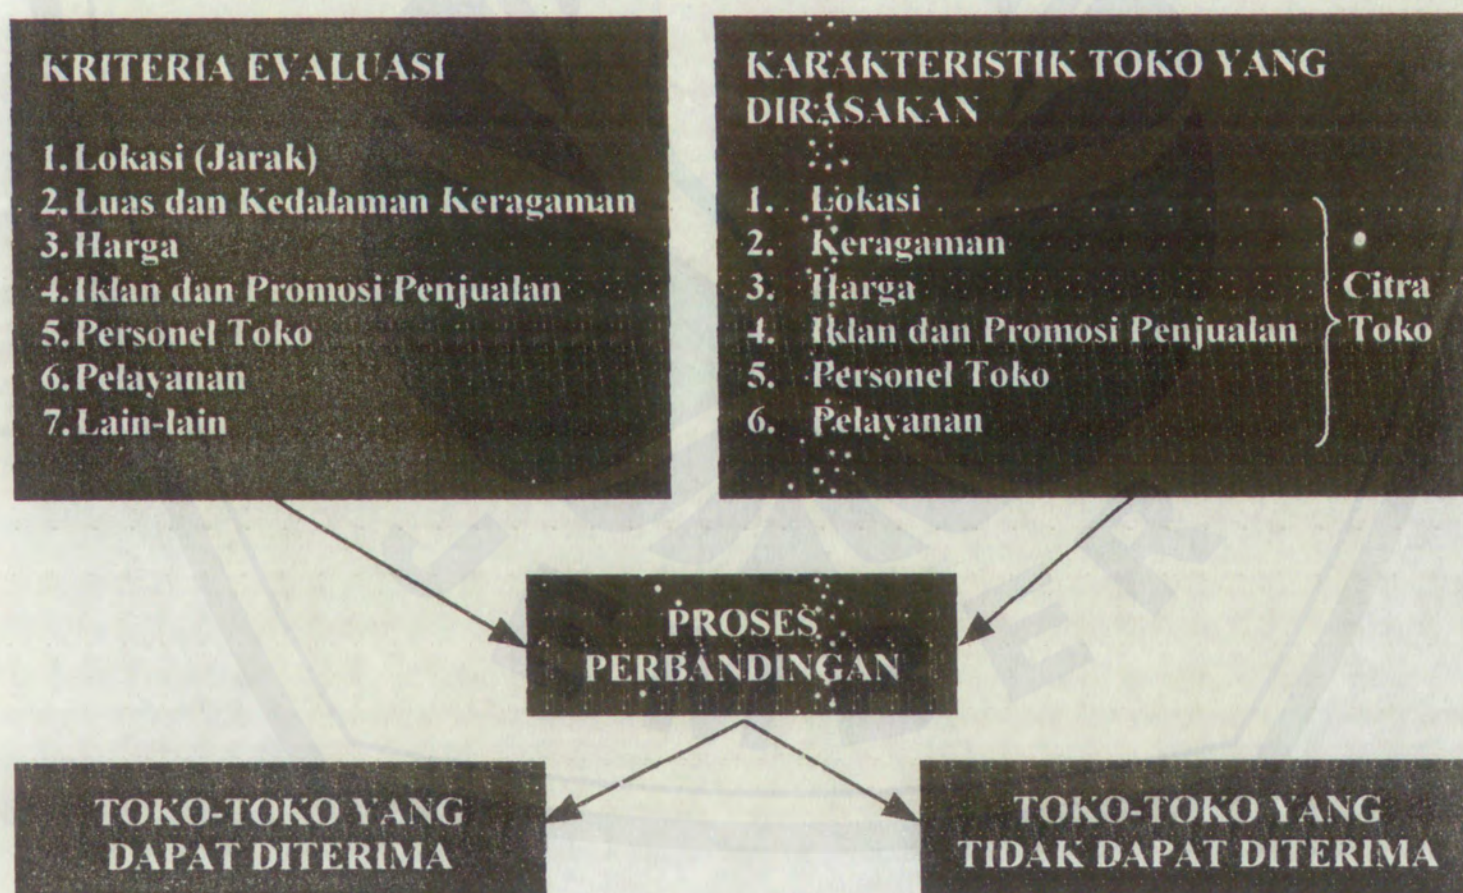 KRITERIA EVALUASI
1. Lokasi (Jarak)
2. Luas dan Kedalaman Keragaman
3. Harga
4. Iklan dan Promosi Penjualan
5. Personel Toko
6. Pelayanan
7. Lain-lain
KARAKTERISTIK TOKO YANG
DIRASAKAN
1. Lokasi
2. Keragaman
3. Harga
4. Iklan dan Promosi Penjualan
5. Personel Toko
6. Pelayanan
Citra
Toko
PROSES
PERBANDINGAN
TOKO-TOKO YANG
DAPAT DITERIMA
TOKO-TOKO YANG
TIDAK DAPAT DITERIMA